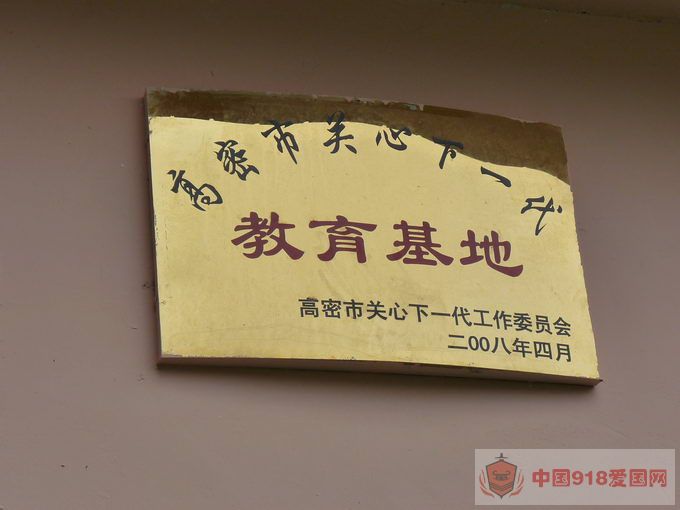 高密市关心下一代
教育基地
高密市关心下一代工作委员会
二00八年四月
中国918爱国网